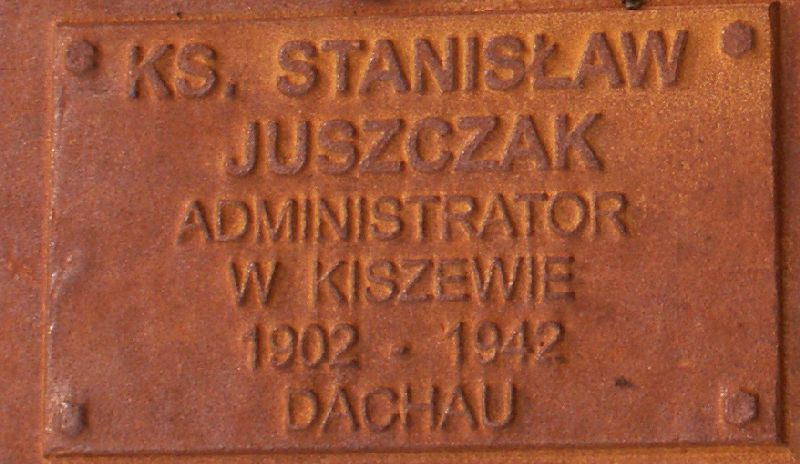 KS. STANISŁAW
JUSZCZAK
ADMINISTRATOR
W KISZEWIE
1902 - 1942
DACHAU